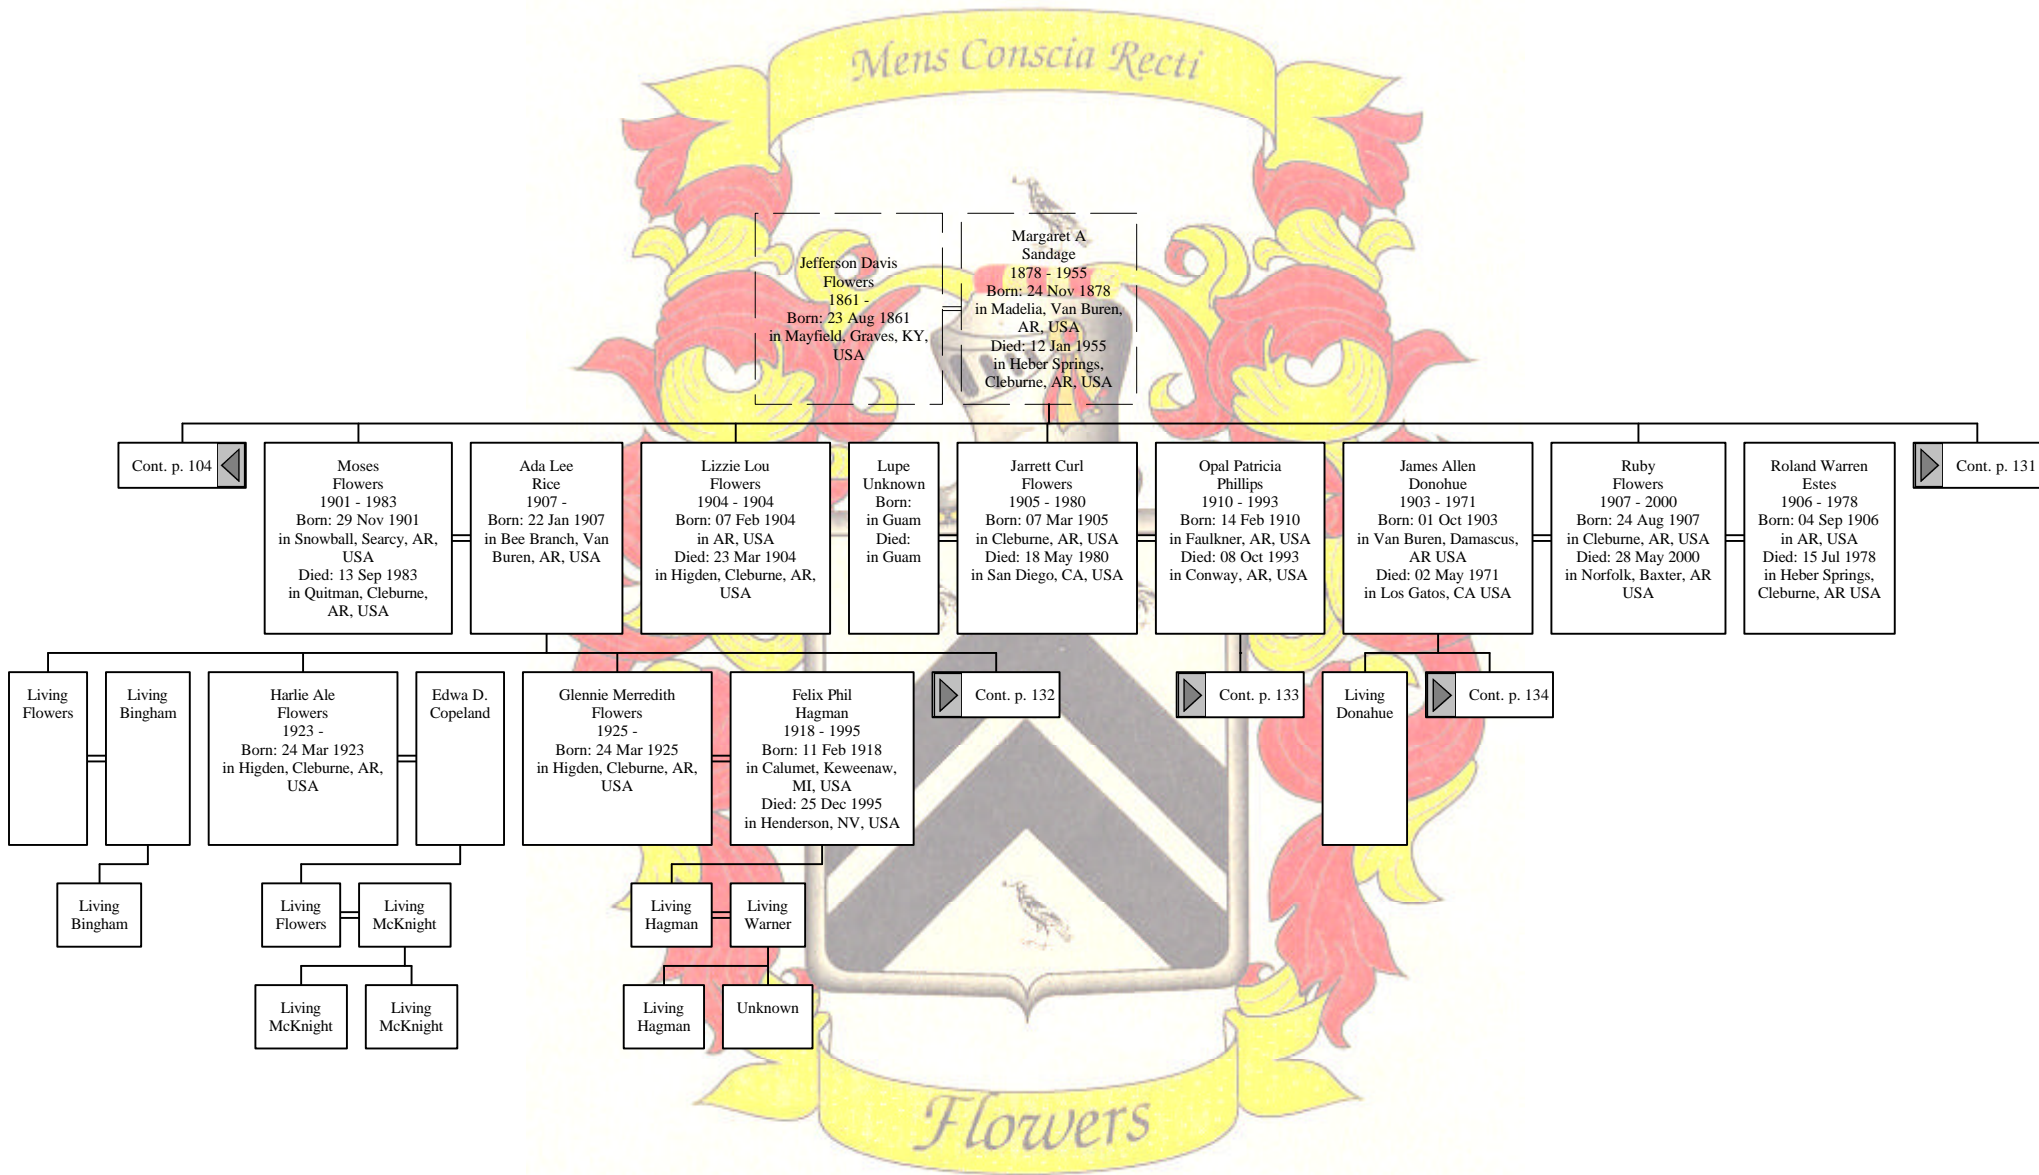 Mens Conscia Recti
Jefferson Davis
Flowers
1861 -
Born: 23 Aug 1861
in Mayfield, Graves, KY,
USA
Margaret A
Sandage
1878 - 1955
Born: 24 Nov 1878
in Madelia, Van Buren,
AR, USA
Died: 12 Jan 1955
in Heber Springs,
Cleburne, AR, USA
Cont. p. 104
Moses
Flowers
1901 - 1983
Born: 29 Nov 1901
in Snowball, Searcy, AR,
USA
Died: 13 Sep 1983
in Quitman, Cleburne,
AR, USA
Ada Lee
Rice
1907 -
Born: 22 Jan 1907
in Bee Branch, Van
Buren, AR, USA
Lizzie Lou
Flowers
1904 - 1904
Born: 07 Feb 1904
in AR, USA
Died: 23 Mar 1904
in Higden, Cleburne, AR,
USA
Lupe
Unknown
Born:
in Guam
Died:
in Guam
Jarrett Curl
Flowers
1905 - 1980
Born: 07 Mar 1905
in Cleburne, AR, USA
Died: 18 May 1980
in San Diego, CA, USA
Opal Patricia
Phillips
1910 - 1993
Born: 14 Feb 1910
in Faulkner, AR, USA
Died: 08 Oct 1993
in Conway, AR, USA
James Allen
Donohue
1903 - 1971
Born: 01 Oct 1903
in Van Buren, Damascus,
AR USA
Died: 02 May 1971
in Los Gatos, CA USA
Ruby
Flowers
1907 - 2000
Born: 24 Aug 1907
in Cleburne, AR, USA
Died: 28 May 2000
in Norfolk, Baxter, AR
USA
Roland Warren
Estes
1906 - 1978
Born: 04 Sep 1906
in AR, USA
Died: 15 Jul 1978
in Heber Springs,
Cleburne, AR USA
Cont. p. 131
Living
Flowers
Living
Bingham
Harlie Ale
Flowers
1923 -
Born: 24 Mar 1923
in Higden, Cleburne, AR,
USA
Edwa D.
Copeland
Glennie Merredith
Flowers
1925 -
Born: 24 Mar 1925
in Higden, Cleburne, AR,
USA
Felix Phil
Hagman
1918 - 1995
Born: 11 Feb 1918
in Calumet, Keweenaw,
MI, USA
Died: 25 Dec 1995
in Henderson, NV, USA
Cont. p. 132
Cont. p. 133
Living
Donahue
Cont. p. 134
Living
Bingham
Living
Flowers
Living
McKnight
Living
Hagman
Living
Warner
Living
McKnight
Living
McKnight
Living
Hagman
Unknown
Flowers